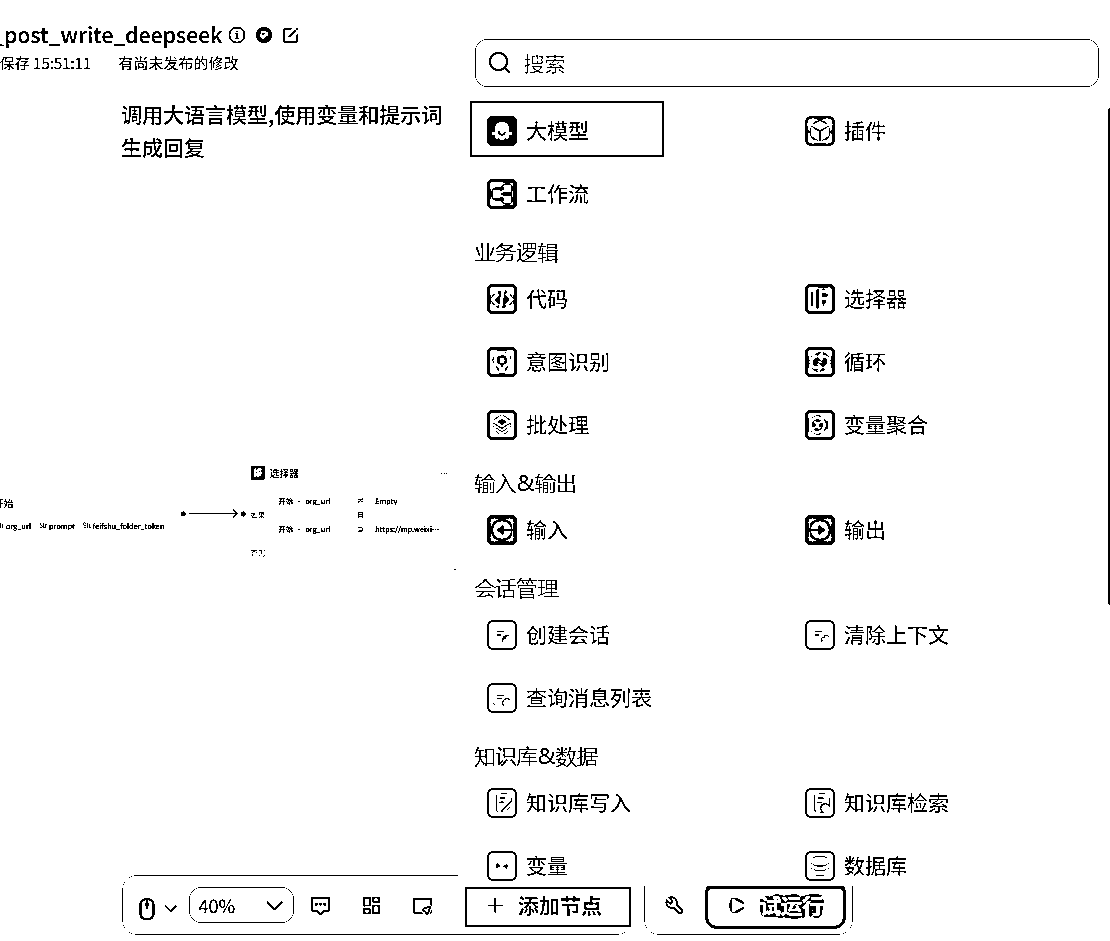 _post_write_deepseek
保存 15:51:11 有尚未发布的修改
调用大语言模型,使用变量和提示词
生成回复
开始
org_url Str. prompt Str. feishu_folder_token
选择器
如果
开始 - org_url Empty
且
开始 - org_url https://mp.weixi...
否则
搜索
大模型 插件
工作流
业务逻辑
代码 选择器
意图识别 循环
批处理 变量聚合
输入&输出
输入 输出
会话管理
创建会话 清除上下文
查询消息列表
知识库&数据
知识库写入 知识库检索
变量 数据库
40% 添加节点 试运行